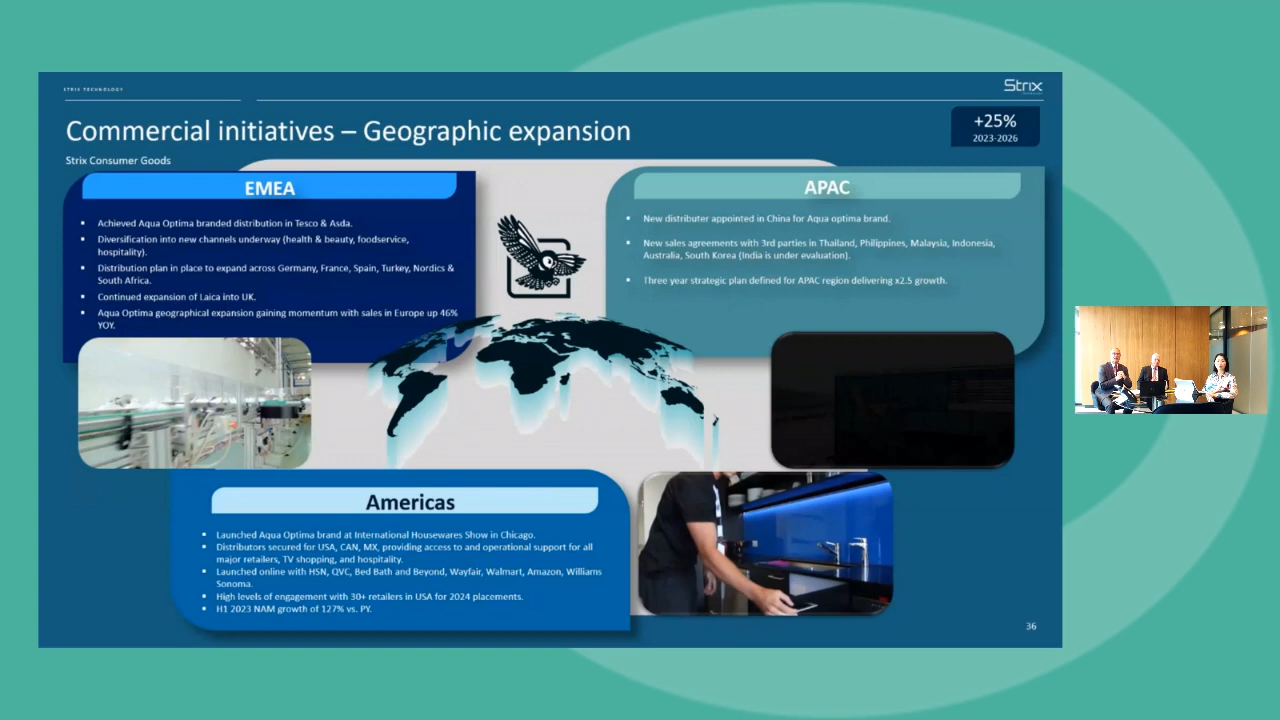 STRIX TECHNOLOGY
Strix
Commercial initiatives – Geographic expansion
+25%
2023-2026
Strix Consumer Goods
EMEA
▪ Achieved Aqua Optima branded distribution in Tesco & Asda.
▪ Diversification into new channels underway (health & beauty, foodservice,
hospitality).
▪ Distribution plan in place to expand across Germany, France, Spain, Turkey, Nordics &
South Africa.
▪ Continued expansion of Laica into UK.
▪ Aqua Optima geographical expansion gaining momentum with sales in Europe up 46%
YOY.
APAC
▪ New distributer appointed in China for Aqua optima brand.
▪ New sales agreements with 3rd parties in Thailand, Philippines, Malaysia, Indonesia,
Australia, South Korea (India is under evaluation).
▪ Three year strategic plan defined for APAC region delivering x2.5 growth.
Americas
▪ Launched Aqua Optima brand at International Housewares Show in Chicago.
▪ Distributors secured for USA, CAN, MX, providing access to and operational support for all
major retailers, TV shopping, and hospitality.
▪ Launched online with HSN, QVC, Bed Bath and Beyond, Wayfair, Walmart, Amazon, Williams
Sonoma.
▪ High levels of engagement with 30+ retailers in USA for 2024 placements.
▪ H1 2023 NAM growth of 127% vs. PY.
36